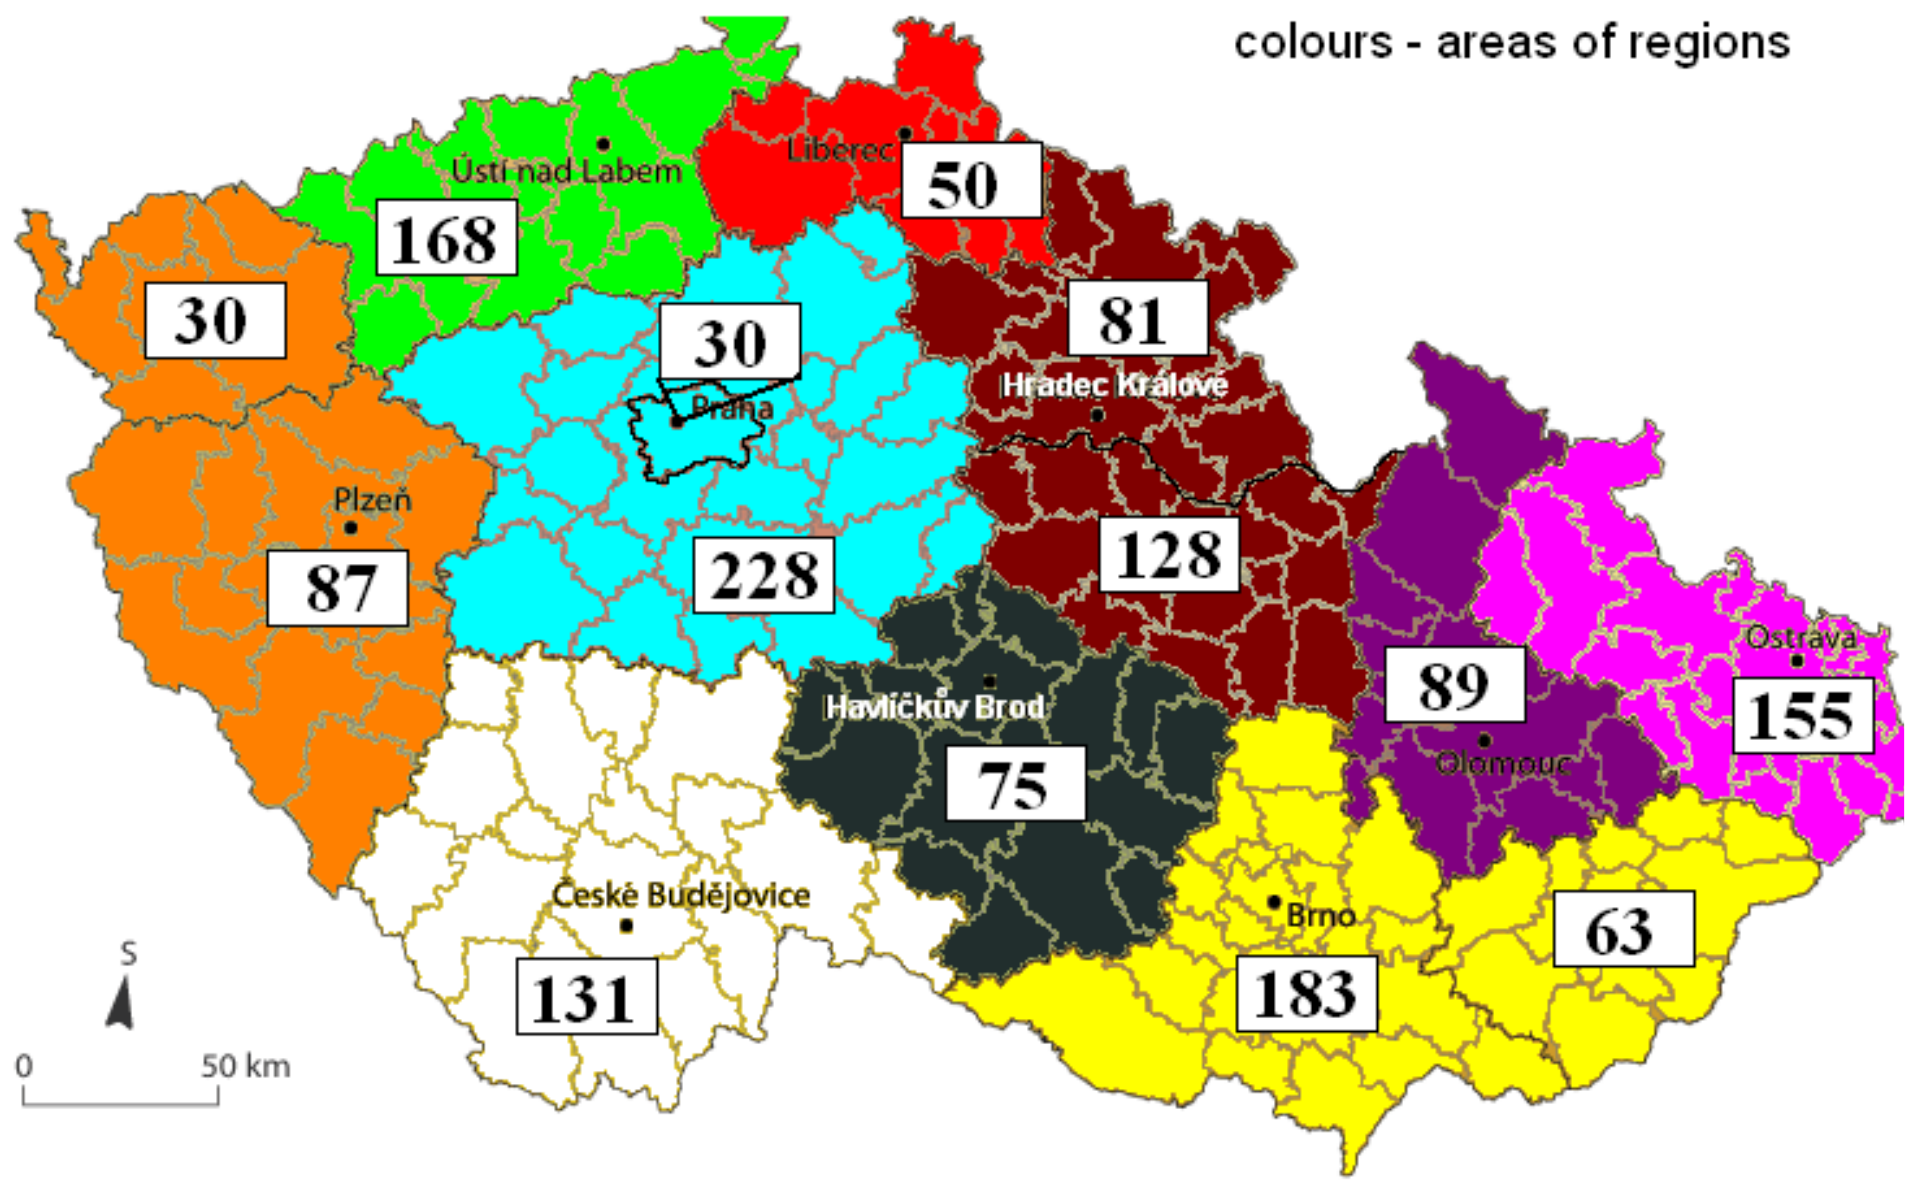 colours - areas of regions
Liberec
Ústí nad Labem
50
168
30
30
81
Hradec Králové
Praha
Plzeň
128
228
87
Ostrava
89
Havlíčkův Brod
155
Olomouc
75
České Budějovice
Brno
63
S
131
183
0 50 km